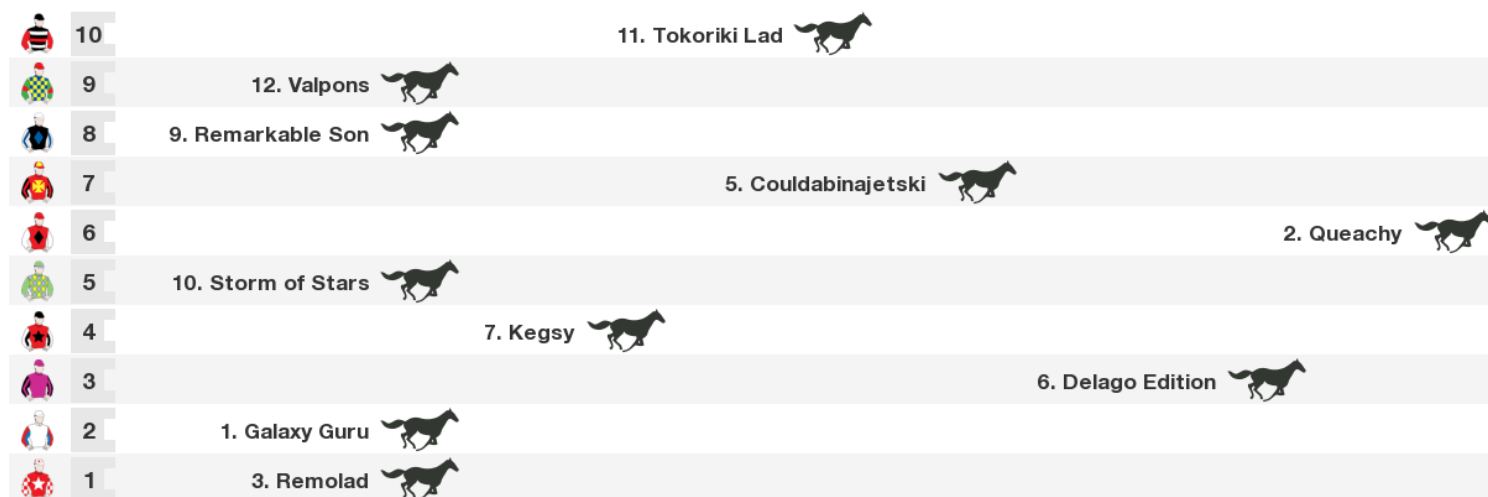 10 11. Tokoriki Lad
9 12. Valpons
8 9. Remarkable Son
7 5. Couldabinajetski
6 2. Queachy
5 10. Storm of Stars
4 7. Kegsy
3 6. Delago Edition
2 1. Galaxy Guru
1 3. Remolad